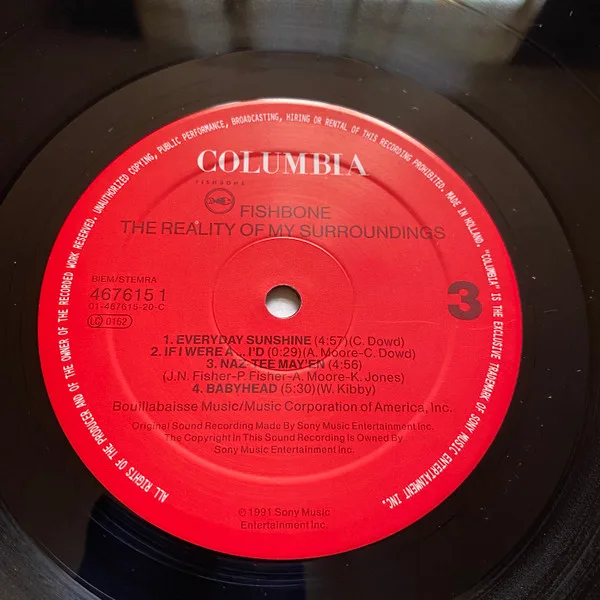 UNAUTHORIZED COPYING, PUBLIC PERFORMANCE, BROADCASTING, HIRING OR RENTAL OF THIS RECORDING PROHIBITED. MADE IN HOLLAND. "COLUMBIA" IS THE EXCLUSIVE TRADEMARK OF SONY MUSIC ENTERTAINMENT INC.
ALL RIGHTS OF THE PRODUCER AND OF THE OWNER OF THE RECORDED WORK RESERVED.
COLUMBIA
FISHBONE
FISHBONE
THE REALITY OF MY SURROUNDINGS
BIEM/STEMRA
467615 1
01-467615-20-C
LC 0162
3
1. EVERYDAY SUNSHINE (4:57)(C. Dowd)
2. IF I WERE A ... I'D (0:29)(A. Moore-C. Dowd)
3. NAZ-TEE MAY'EN (4:56)
(J.N. Fisher-P. Fisher-A. Moore-K. Jones)
4. BABYHEAD (5:30)(W. Kibby)
Bouillabaisse Music/Music Corporation of America, Inc.
Original Sound Recording Made By Sony Music Entertainment Inc.
The Copyright In This Sound Recording Is Owned By
Sony Music Entertainment Inc.
© 1991 Sony Music
Entertainment Inc.